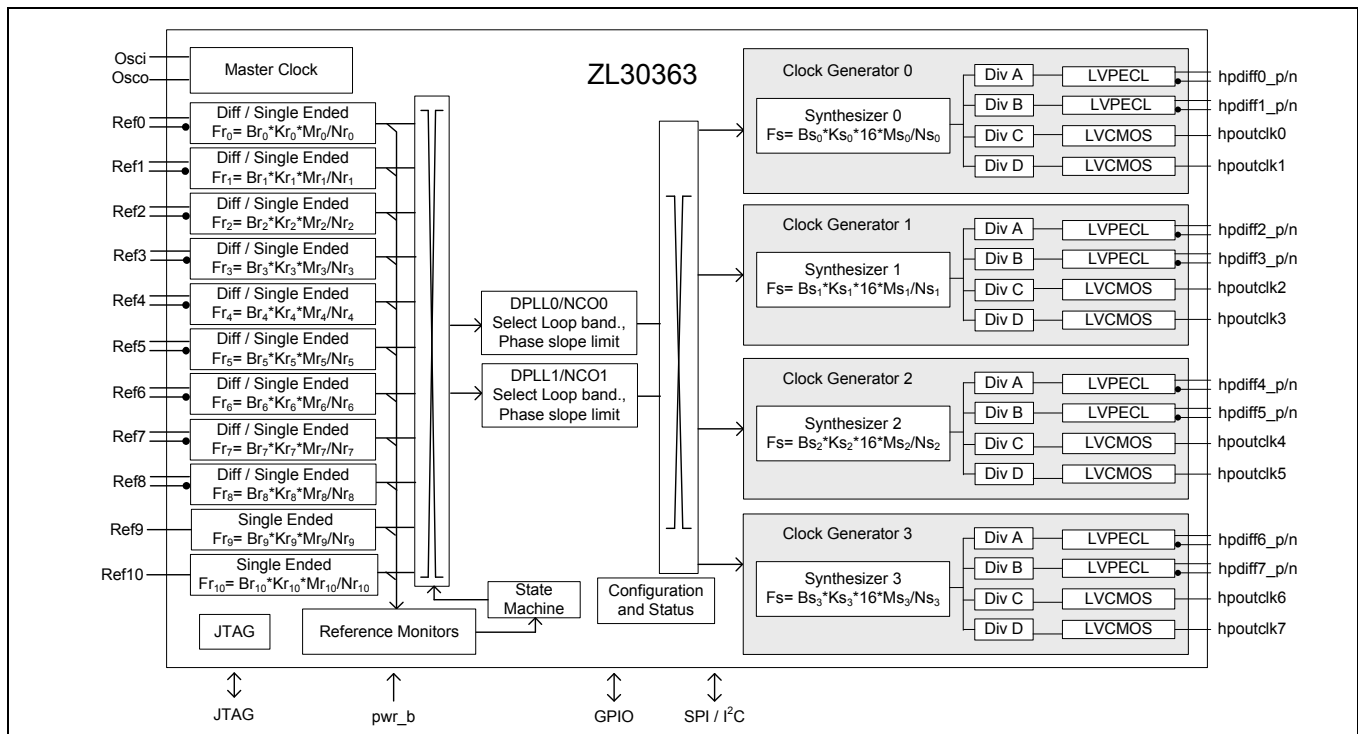 ZL30363
Osci
Osco
Master Clock
Ref0
Diff / Single Ended
Fr₀= Br₀*Kr₀*Mr₀/Nr₀
Ref1
Diff / Single Ended
Fr₁= Br₁*Kr₁*Mr₁/Nr₁
Ref2
Diff / Single Ended
Fr₂= Br₂*Kr₂*Mr₂/Nr₂
Ref3
Diff / Single Ended
Fr₃= Br₃*Kr₃*Mr₃/Nr₃
Ref4
Diff / Single Ended
Fr₄= Br₄*Kr₄*Mr₄/Nr₄
Ref5
Diff / Single Ended
Fr₅= Br₅*Kr₅*Mr₅/Nr₅
Ref6
Diff / Single Ended
Fr₆= Br₆*Kr₆*Mr₆/Nr₆
Ref7
Diff / Single Ended
Fr₇= Br₇*Kr₇*Mr₇/Nr₇
Ref8
Diff / Single Ended
Fr₈= Br₈*Kr₈*Mr₈/Nr₈
Ref9
Single Ended
Fr₉= Br₉*Kr₉*Mr₉/Nr₉
Ref10
Single Ended
Fr₁₀= Br₁₀*Kr₁₀*Mr₁₀/Nr₁₀
JTAG
Reference Monitors
State
Machine
DPLL0/NCO0
Select Loop band.,
Phase slope limit
DPLL1/NCO1
Select Loop band.,
Phase slope limit
Configuration
and Status
Clock Generator 0
Synthesizer 0
Fs= Bs₀*Ks₀*16*Ms₀/Ns₀
Div A
LVPECL
hpdiff0_p/n
Div B
LVPECL
hpdiff1_p/n
Div C
LVCMOS
hpoutclk0
Div D
LVCMOS
hpoutclk1
Clock Generator 1
Synthesizer 1
Fs= Bs₁*Ks₁*16*Ms₁/Ns₁
Div A
LVPECL
hpdiff2_p/n
Div B
LVPECL
hpdiff3_p/n
Div C
LVCMOS
hpoutclk2
Div D
LVCMOS
hpoutclk3
Clock Generator 2
Synthesizer 2
Fs= Bs₂*Ks₂*16*Ms₂/Ns₂
Div A
LVPECL
hpdiff4_p/n
Div B
LVPECL
hpdiff5_p/n
Div C
LVCMOS
hpoutclk4
Div D
LVCMOS
hpoutclk5
Clock Generator 3
Synthesizer 3
Fs= Bs₃*Ks₃*16*Ms₃/Ns₃
Div A
LVPECL
hpdiff6_p/n
Div B
LVPECL
hpdiff7_p/n
Div C
LVCMOS
hpoutclk6
Div D
LVCMOS
hpoutclk7
JTAG
pwr_b
GPIO
SPI / I²C